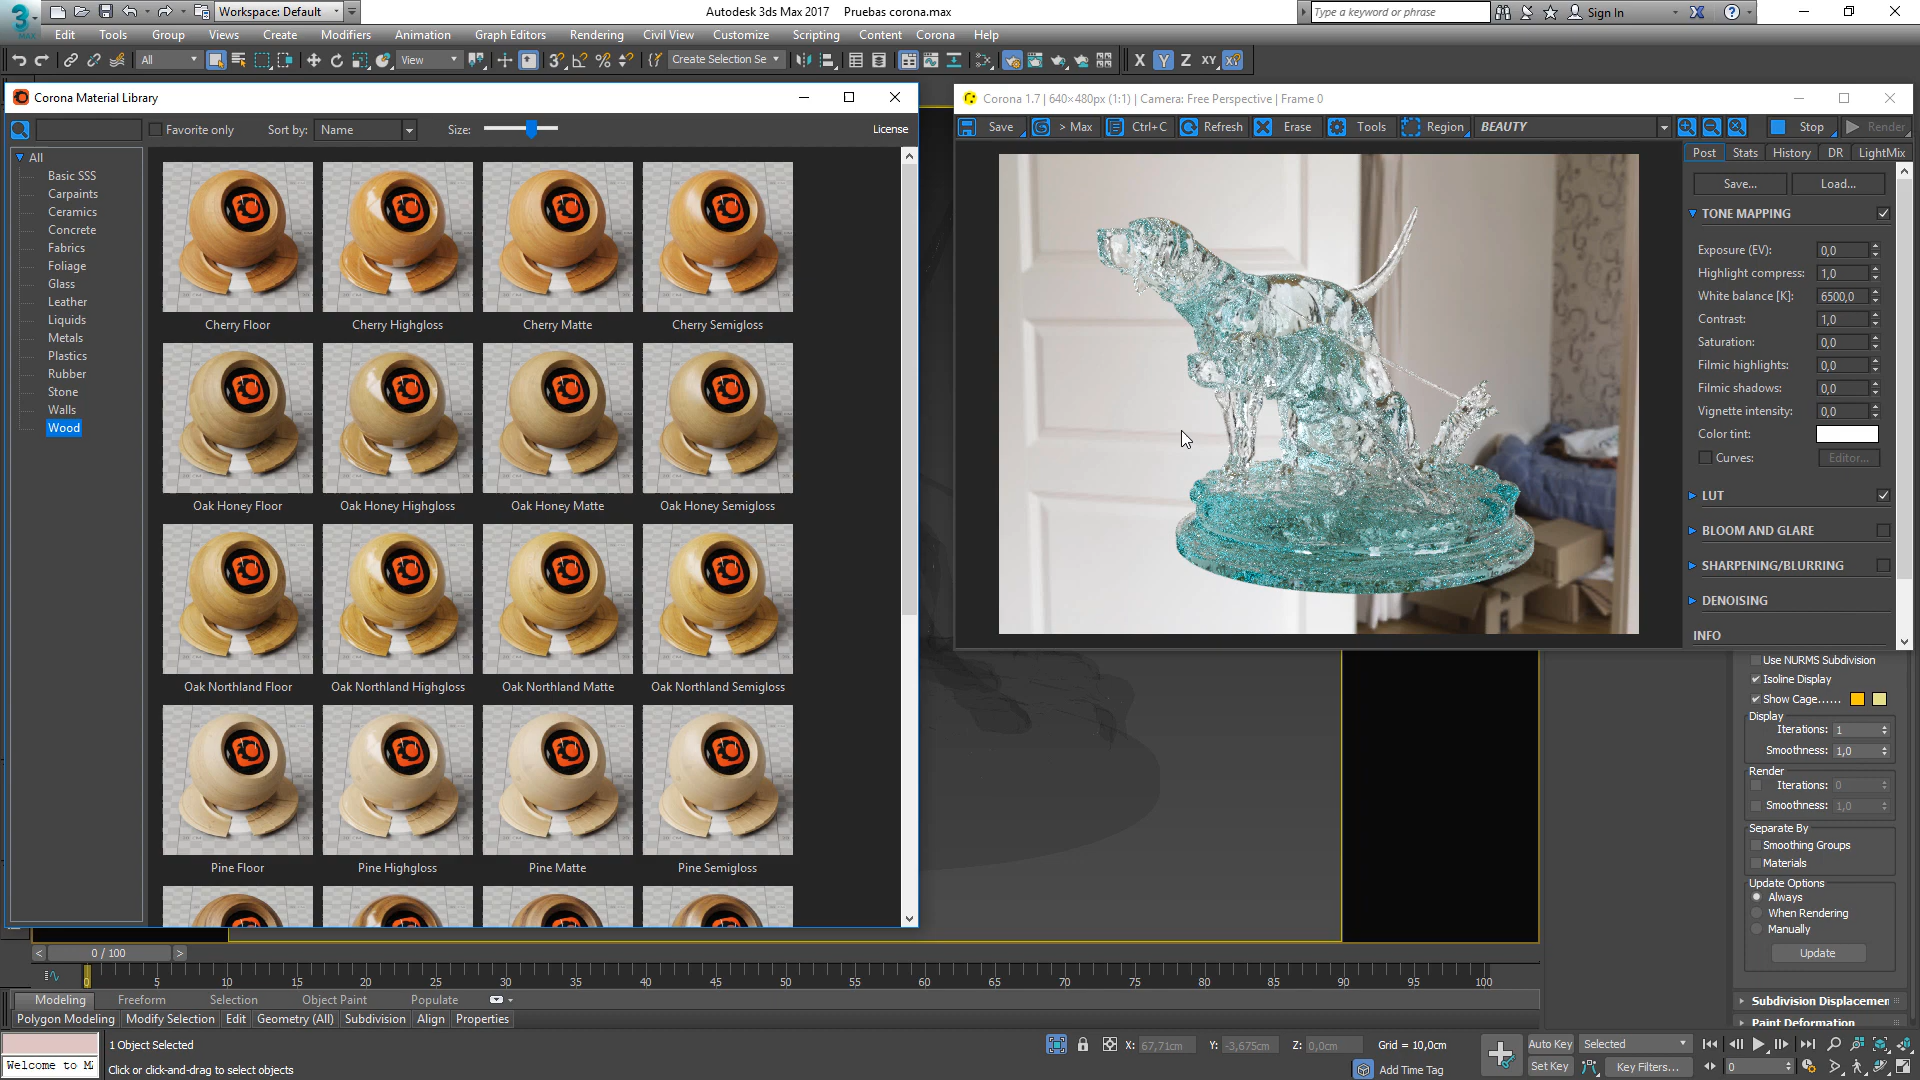 Workspace: Default
Autodesk 3ds Max 2017 Pruebas corona.max
Type a keyword or phrase
Sign In
3
MAX
Edit Tools Group Views Create Modifiers Animation Graph Editors Rendering Civil View Customize Scripting Content Corona Help
All
View
Create Selection Se
X Y Z XY
Corona Material Library
Favorite only
Sort by: Name
Size:
License
All
Basic SSS
Carpaints
Ceramics
Concrete
Fabrics
Foliage
Glass
Leather
Liquids
Metals
Plastics
Rubber
Stone
Walls
Wood
Cherry Floor Cherry Highgloss Cherry Matte Cherry Semigloss
Oak Honey Floor Oak Honey Highgloss Oak Honey Matte Oak Honey Semigloss
Oak Northland Floor Oak Northland Highgloss Oak Northland Matte Oak Northland Semigloss
Pine Floor Pine Highgloss Pine Matte Pine Semigloss
Corona 1.7 | 640×480px (1:1) | Camera: Free Perspective | Frame 0
Save > Max Ctrl+C Refresh Erase Tools Region BEAUTY Stop Render
Post Stats History DR LightMix
Save... Load...
TONE MAPPING
Exposure (EV): 0,0
Highlight compress: 1,0
White balance [K]: 6500,0
Contrast: 1,0
Saturation: 0,0
Filmic highlights: 0,0
Filmic shadows: 0,0
Vignette intensity: 0,0
Color tint:
Curves: Editor...
LUT
BLOOM AND GLARE
SHARPENING/BLURRING
DENOISING
INFO
Use NURMS Subdivision
Isoline Display
Show Cage......
Display
Iterations: 1
Smoothness: 1,0
Render
Iterations: 0
Smoothness: 1,0
Separate By
Smoothing Groups
Materials
Update Options
Always
When Rendering
Manually
Update
Subdivision Displacemen
Paint Deformation
< 0 / 100 >
0 5 10 15 20 25 30 35 40 45 50 55 60 65 70 75 80 85 90 95 100
Modeling Freeform Selection Object Paint Populate
Polygon Modeling Modify Selection Edit Geometry (All) Subdivision Align Properties
1 Object Selected
Welcome to MA
Click or click-and-drag to select objects
X: 67,71cm Y: -3,675cm Z: 0,0cm Grid = 10,0cm
Add Time Tag
Auto Key Selected
Set Key Key Filters...
0